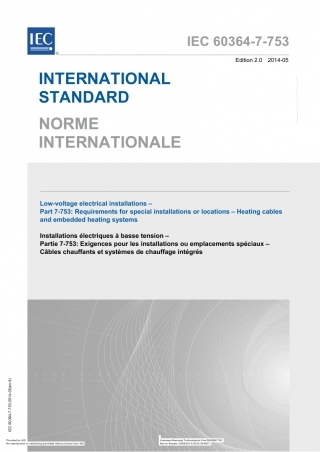 IEC
IEC 60364-7-753
Edition 2.0 2014-05
INTERNATIONAL
STANDARD
NORME
INTERNATIONALE
Low-voltage electrical installations –
Part 7-753: Requirements for special installations or locations – Heating cables
and embedded heating systems
Installations électriques à basse tension –
Partie 7-753: Exigences pour les installations ou emplacements spéciaux –
Câbles chauffants et systèmes de chauffage intégrés